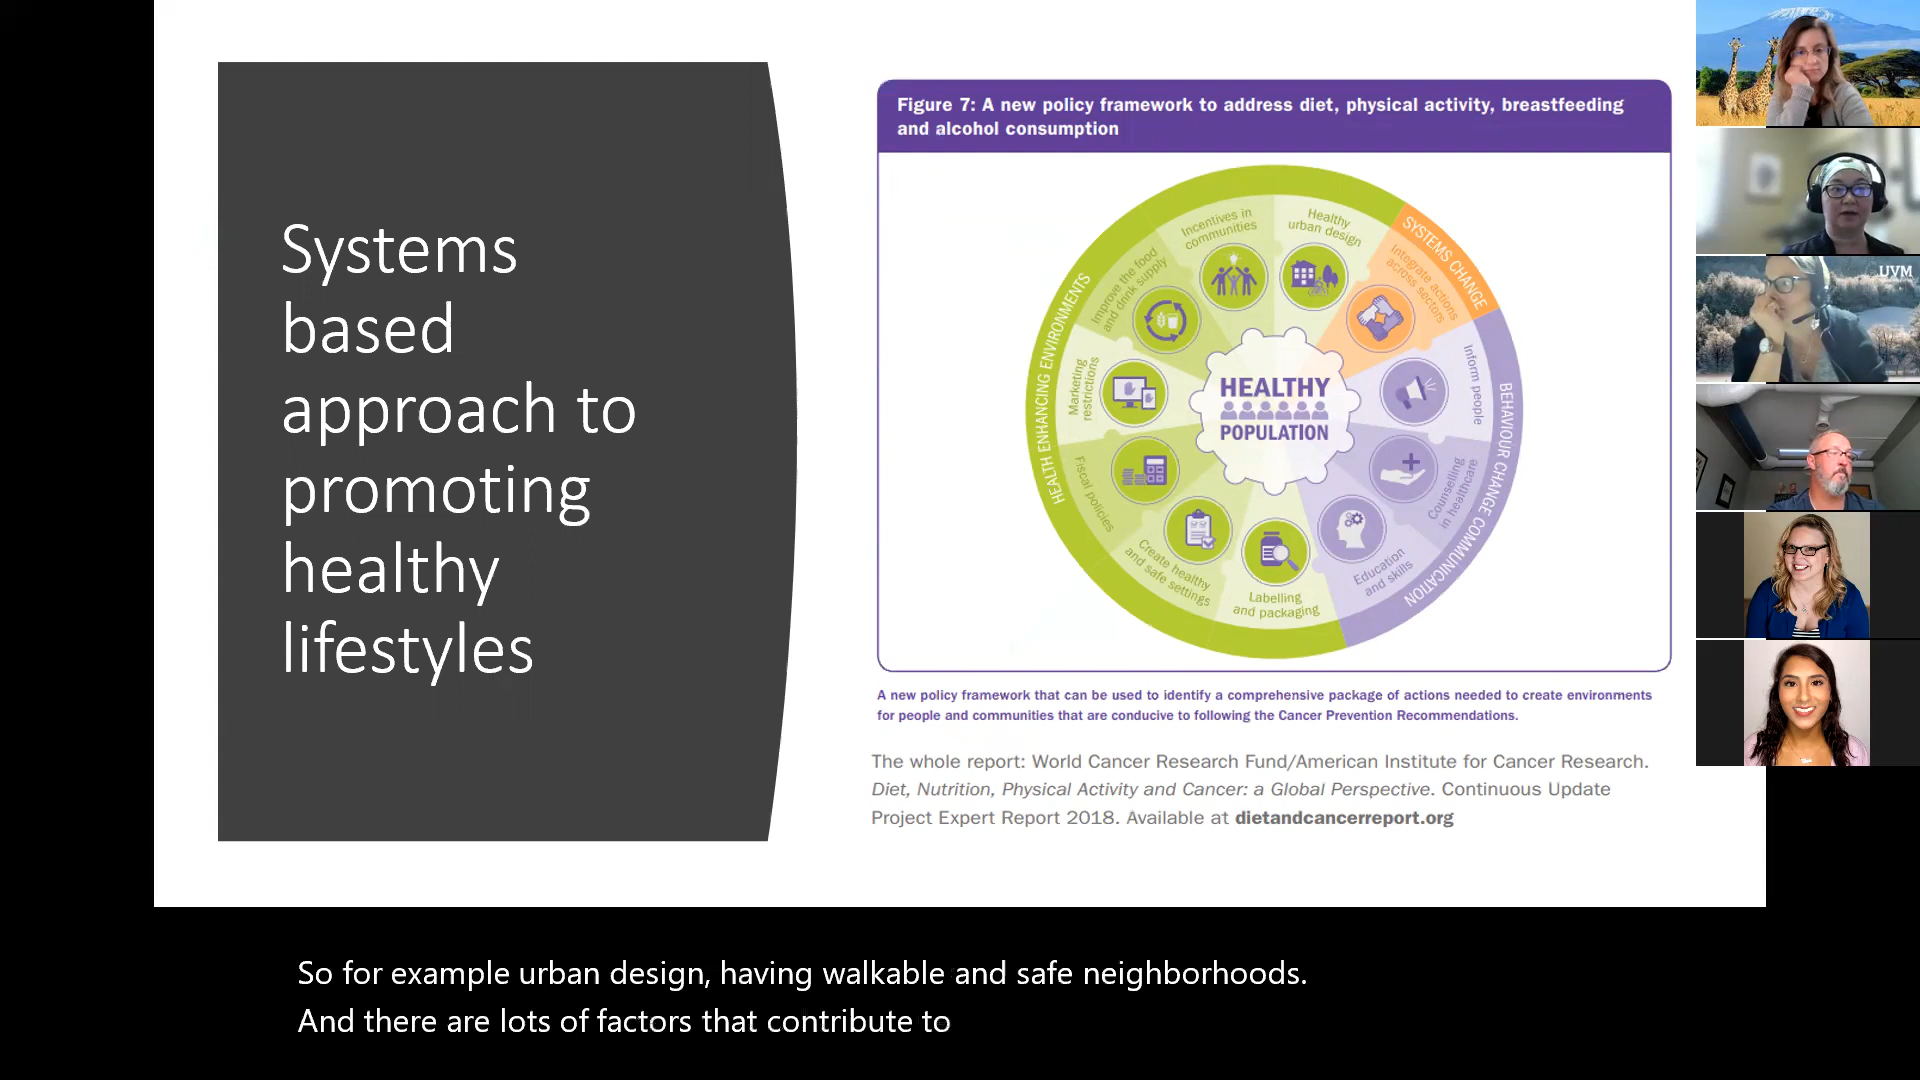 Systems
based
approach to
promoting
healthy
lifestyles
Figure 7: A new policy framework to address diet, physical activity, breastfeeding
and alcohol consumption
HEALTH ENHANCING ENVIRONMENTS
SYSTEMS CHANGE
BEHAVIOUR CHANGE COMMUNICATION
Incentives in
communities
Healthy
urban design
Integrate actions
across sectors
Inform people
Counselling
in healthcare
Education
and skills
Labelling
and packaging
Create healthy
and safe settings
Fiscal policies
Marketing
restrictions
Improve the food
and drink supply
HEALTHY
POPULATION
A new policy framework that can be used to identify a comprehensive package of actions needed to create environments
for people and communities that are conducive to following the Cancer Prevention Recommendations.
The whole report: World Cancer Research Fund/American Institute for Cancer Research.
Diet, Nutrition, Physical Activity and Cancer: a Global Perspective. Continuous Update
Project Expert Report 2018. Available at dietandcancerreport.org
UVM
So for example urban design, having walkable and safe neighborhoods.
And there are lots of factors that contribute to